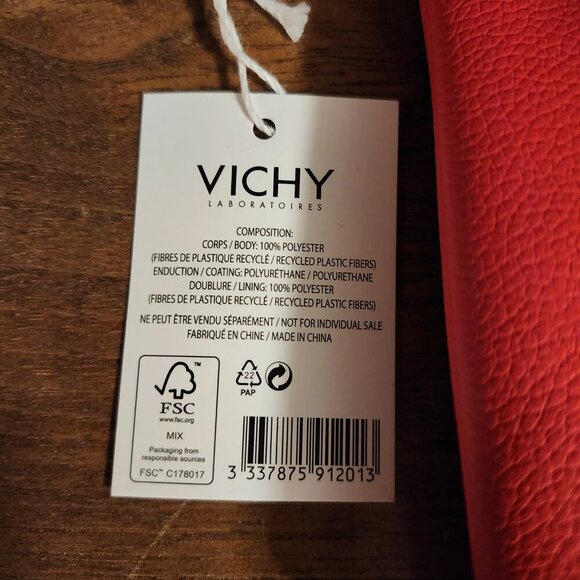 VICHY
LABORATOIRES
COMPOSITION:
CORPS / BODY: 100% POLYESTER
(FIBRES DE PLASTIQUE RECYCLÉ / RECYCLED PLASTIC FIBERS)
ENDUCTION / COATING: POLYURÉTHANE / POLYURETHANE
DOUBLURE / LINING: 100% POLYESTER
(FIBRES DE PLASTIQUE RECYCLÉ / RECYCLED PLASTIC FIBERS)
NE PEUT ÊTRE VENDU SÉPARÉMENT / NOT FOR INDIVIDUAL SALE
FABRIQUÉ EN CHINE / MADE IN CHINA
™
FSC
www.fsc.org
MIX
Packaging from
responsible sources
FSC™ C178017
22
PAP
3 337875 912013